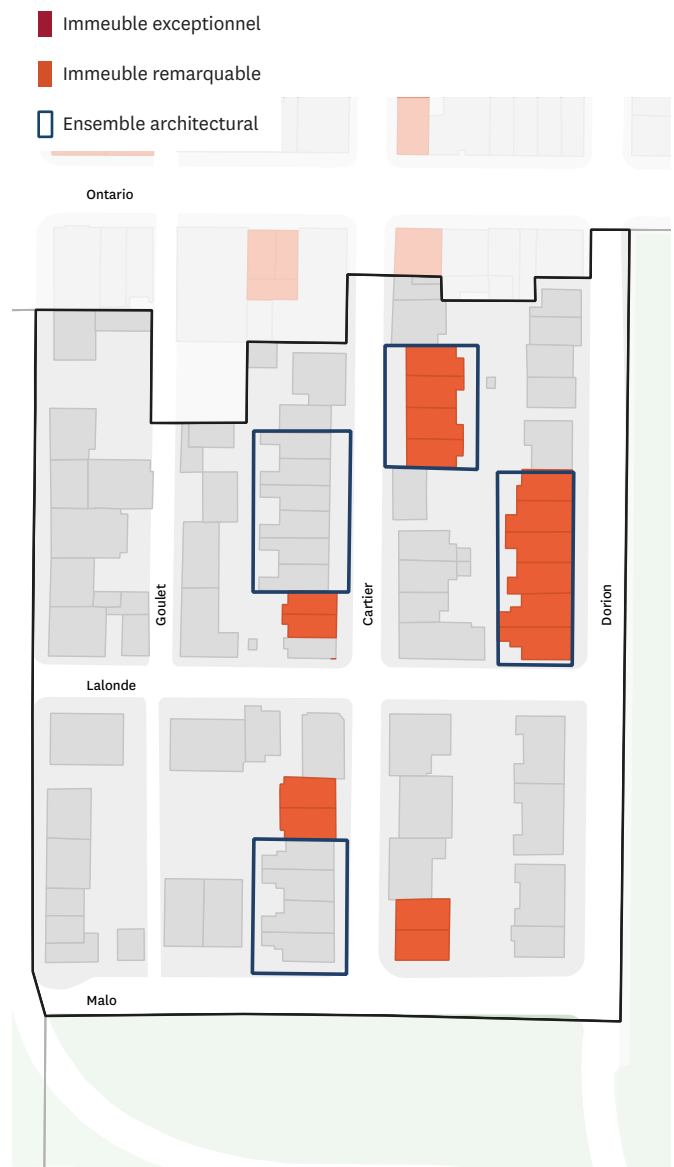 Immeuble exceptionnel
Immeuble remarquable
Ensemble architectural
Ontario
Goulet
Cartier
Dorion
Lalonde
Malo